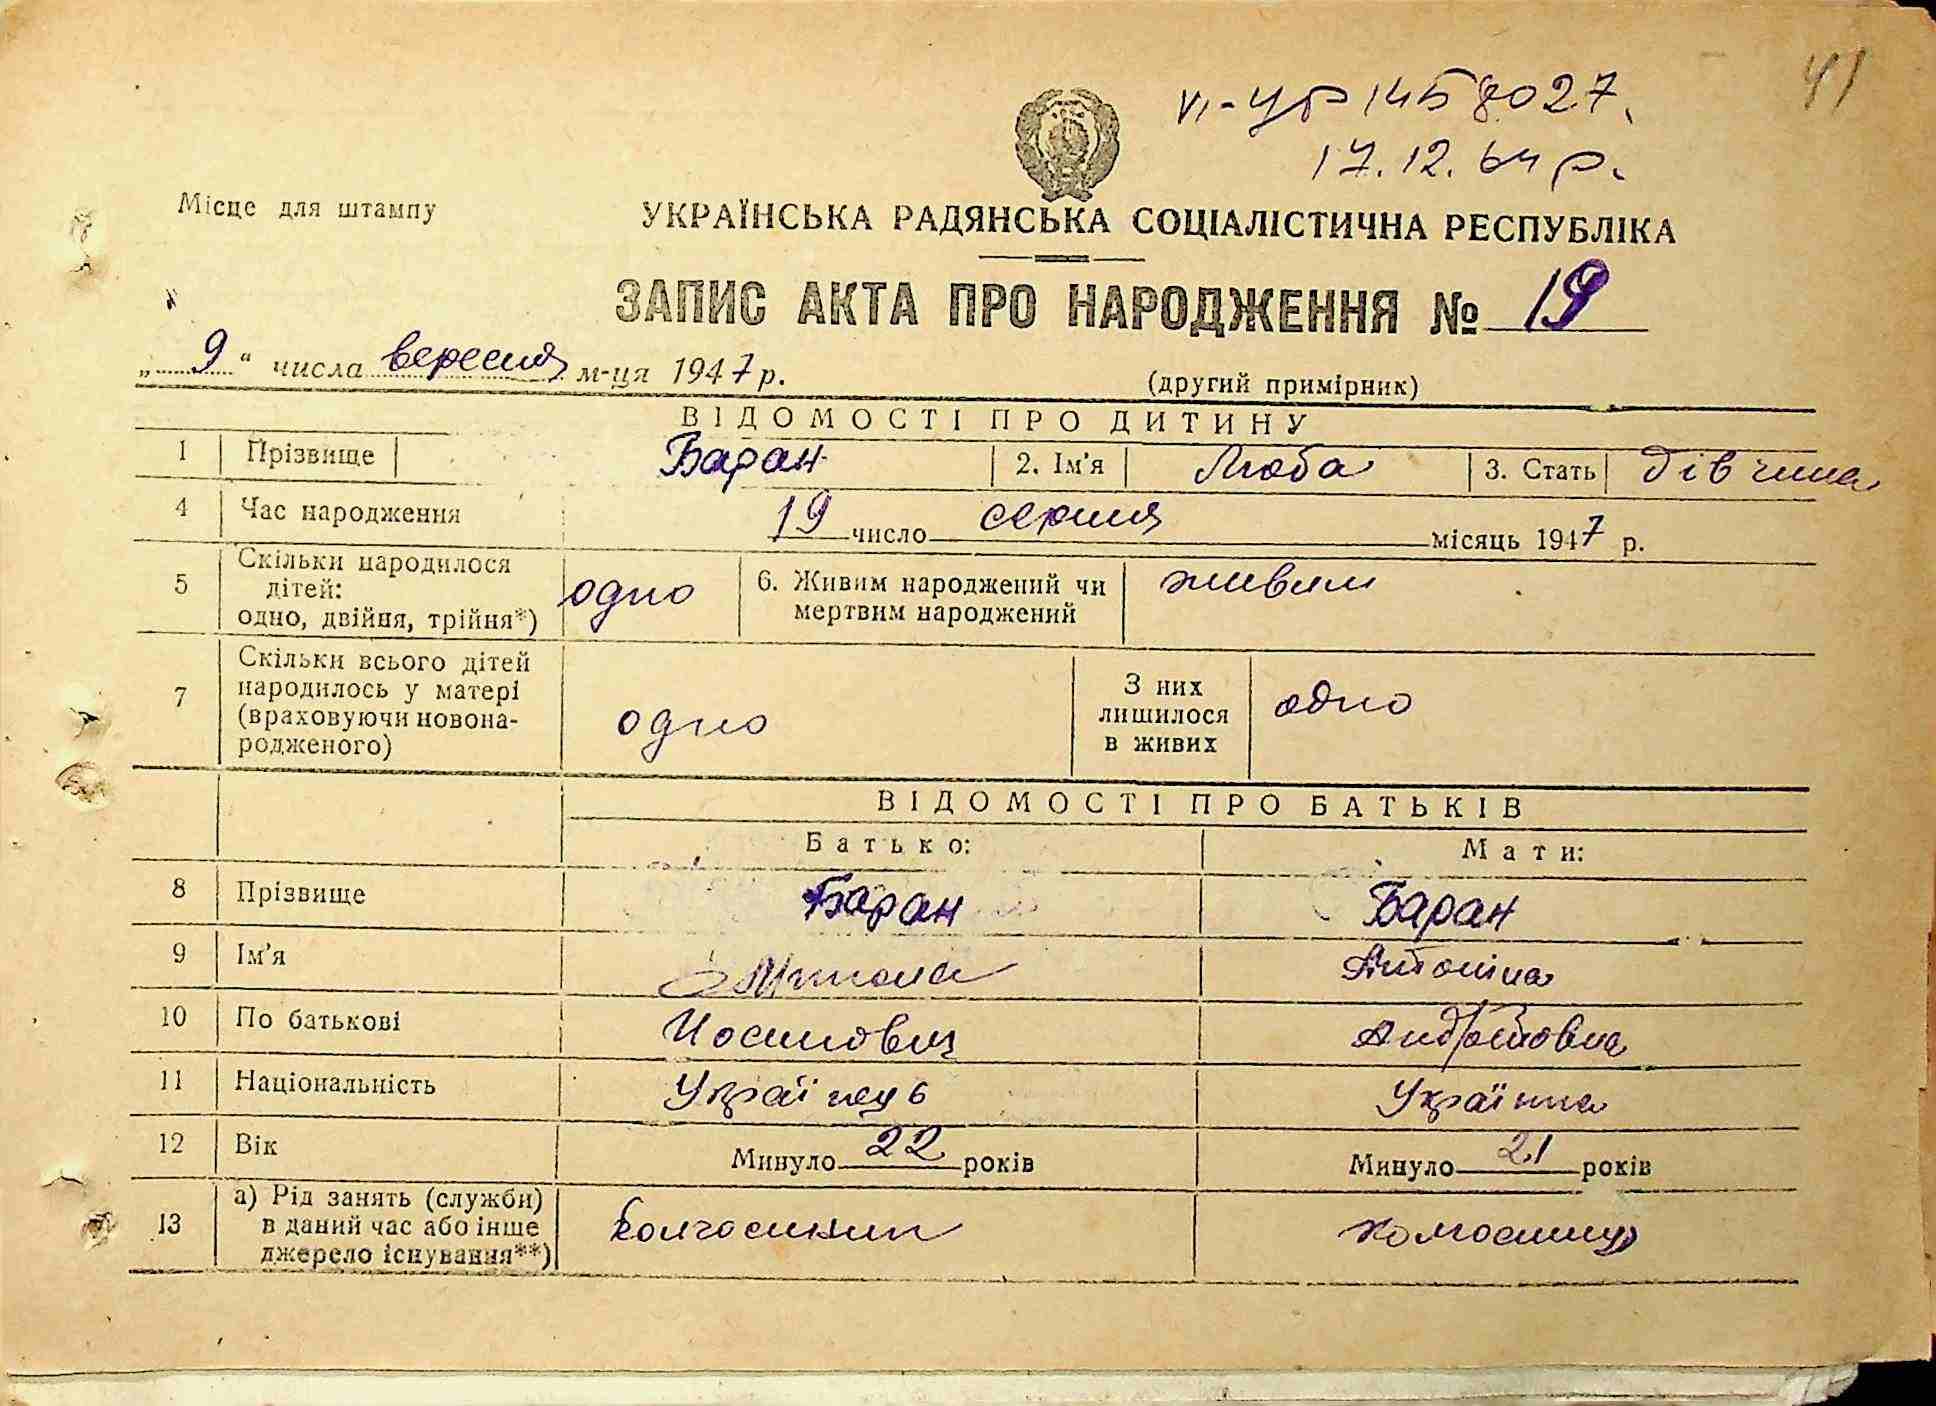 41
VI-УР 1458027.
17.12.64 р.
Місце для штампу
УКРАЇНСЬКА РАДЯНСЬКА СОЦІАЛІСТИЧНА РЕСПУБЛІКА
ЗАПИС АКТА ПРО НАРОДЖЕННЯ № 19
„9“ числа вересня м-ця 1947 р.
(другий примірник)
ВІДОМОСТІ ПРО ДИТИНУ
1 Прізвище Баран 2. Ім'я Люба 3. Стать дівчина
4 Час народження 19 число серпня місяць 1947 р.
5 Скільки народилося
дітей:
одно, двійня, трійня*) одно 6. Живим народжений чи
мертвим народжений живим
7 Скільки всього дітей
народилось у матері
(враховуючи новона-
родженого) одно З них
лишилося
в живих одно
ВІДОМОСТІ ПРО БАТЬКІВ
Батько: Мати:
8 Прізвище Баран Баран
9 Ім'я Микола Антоніна
10 По батькові Йосипович
11 Національність Українець Українка
12 Вік Минуло 22 років Минуло 21 років
13 а) Рід занять (служби)
в даний час або інше
джерело існування**) колгоспник колгоспниця